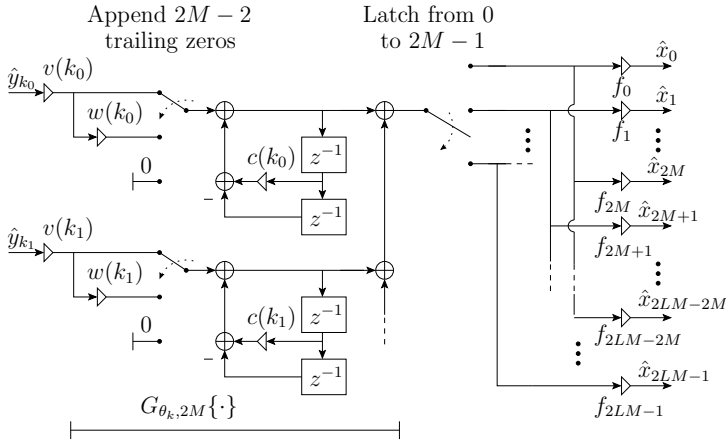 Append 2M − 2
trailing zeros
Latch from 0
to 2M − 1
ŷ_{k_0}
v(k_0)
w(k_0)
0
c(k_0)
z^{−1}
−
z^{−1}
ŷ_{k_1}
v(k_1)
w(k_1)
0
c(k_1)
z^{−1}
−
z^{−1}
G_{θ_k,2M}{·}
f_0
x̂_0
f_1
x̂_1
f_{2M}
x̂_{2M}
f_{2M+1}
x̂_{2M+1}
f_{2LM−2M}
x̂_{2LM−2M}
f_{2LM−1}
x̂_{2LM−1}